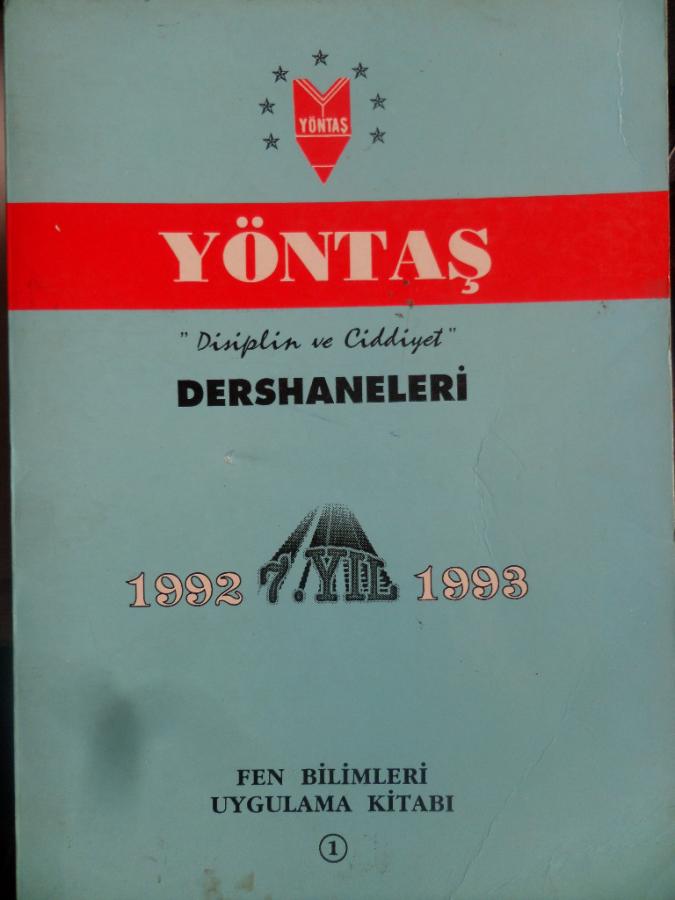 YÖNTAŞ
YÖNTAŞ
"Disiplin ve Ciddiyet"
DERSHANELERİ
1992 7.YIL 1993
FEN BİLİMLERİ
UYGULAMA KİTABI
1